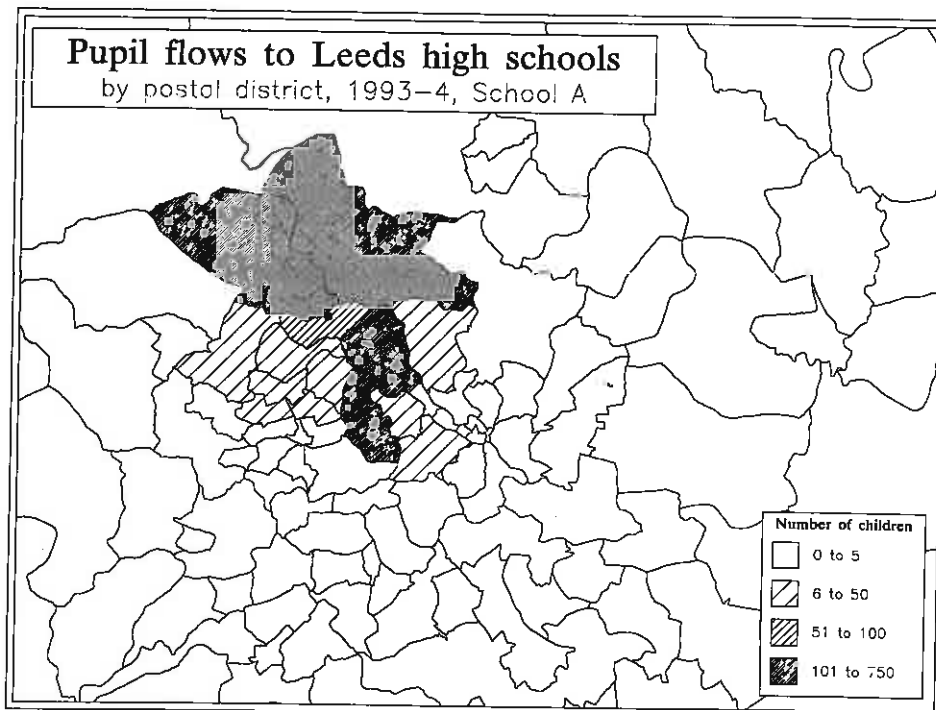 Pupil flows to Leeds high schools
by postal district, 1993-4, School A
Number of children
0 to 5
6 to 50
51 to 100
101 to 750